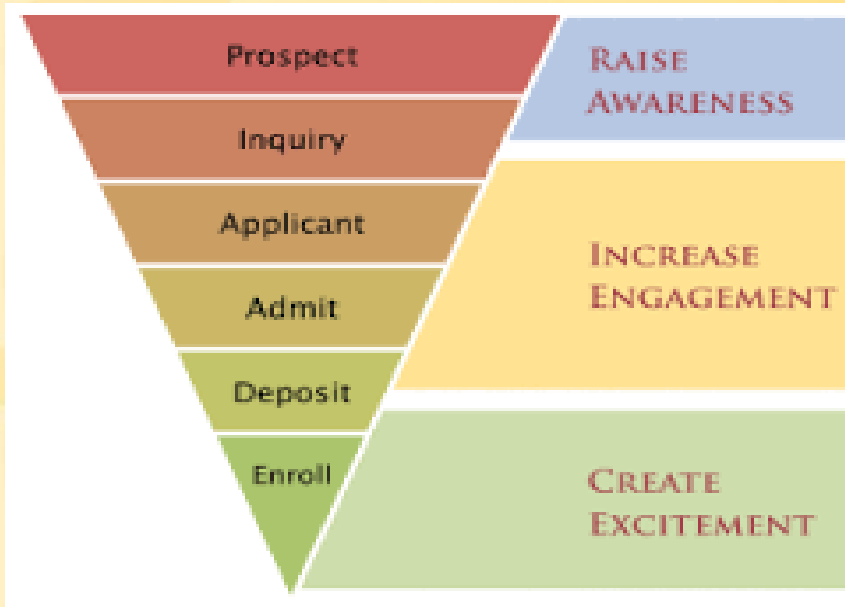 Prospect
Inquiry
Applicant
Admit
Deposit
Enroll
RAISE
AWARENESS
INCREASE
ENGAGEMENT
CREATE
EXCITEMENT